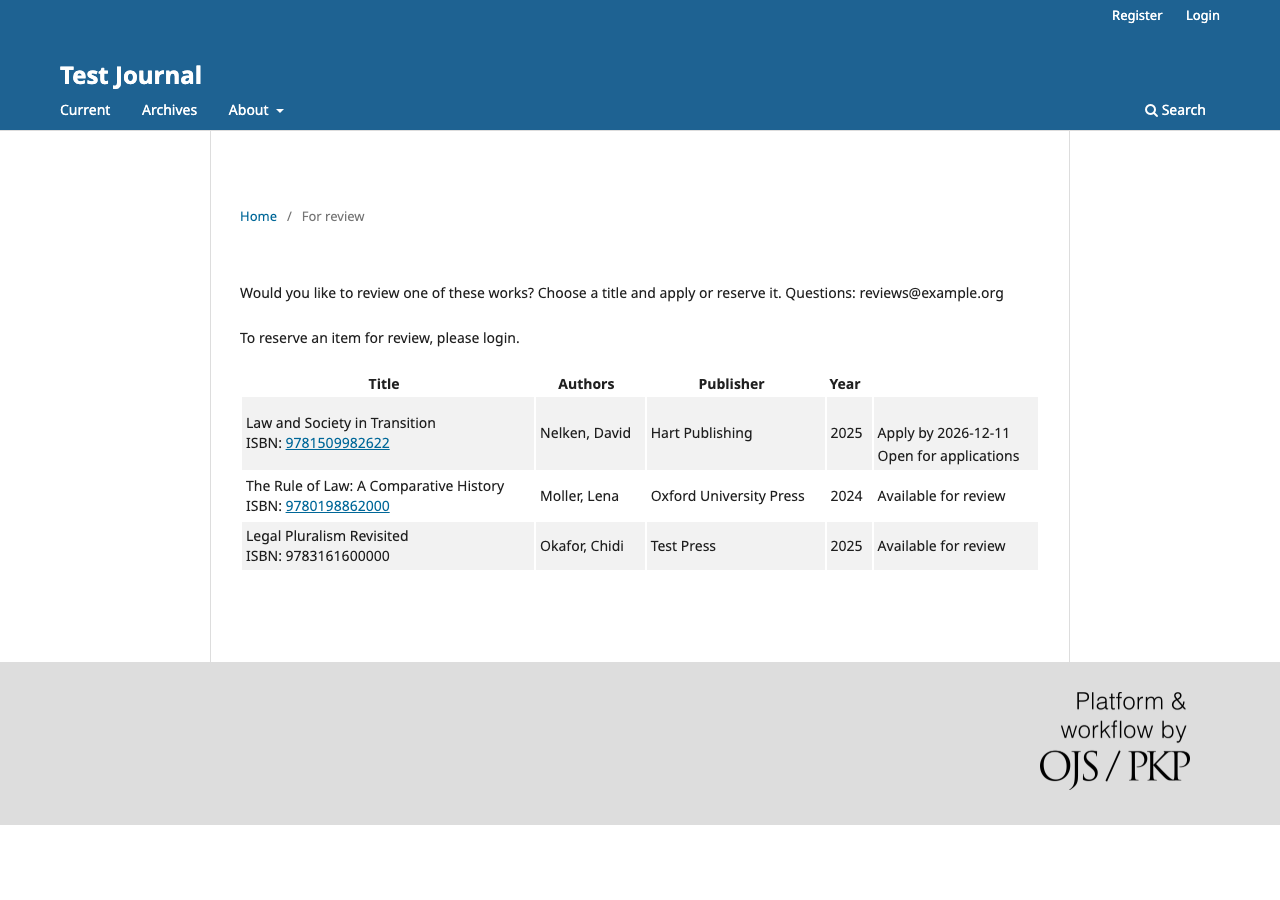 Register Login
Test Journal
Current Archives About Search
Home / For review
Would you like to review one of these works? Choose a title and apply or reserve it. Questions: reviews@example.org
To reserve an item for review, please login.
Title Authors Publisher Year
Law and Society in Transition
ISBN: 9781509982622
Nelken, David
Hart Publishing
2025
Apply by 2026-12-11
Open for applications
The Rule of Law: A Comparative History
ISBN: 9780198862000
Moller, Lena
Oxford University Press
2024
Available for review
Legal Pluralism Revisited
ISBN: 9783161600000
Okafor, Chidi
Test Press
2025
Available for review
Platform &
workflow by
OJS / PKP